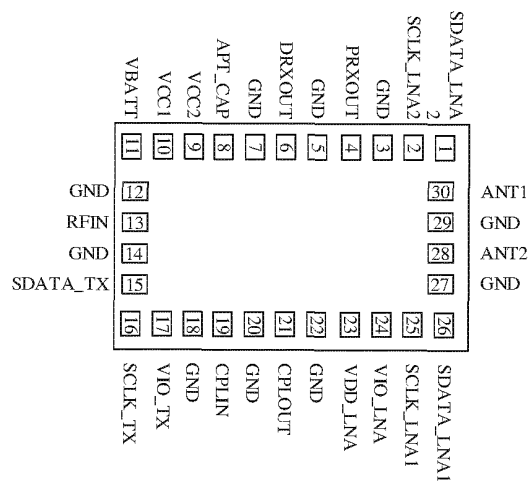 VBATT
VCC1
VCC2
APT_CAP
GND
DRXOUT
GND
PRXOUT
GND
SCLK_LNA2
SDATA_LNA
2
11
10
9
8
7
6
5
4
3
2
1
GND 12
30 ANT1
RFIN 13
29 GND
GND 14
28 ANT2
SDATA_TX 15
27 GND
16
17
18
19
20
21
22
23
24
25
26
SCLK_TX
VIO_TX
GND
CPLIN
GND
CPLOUT
GND
VDD_LNA
VIO_LNA
SCLK_LNA1
SDATA_LNA1